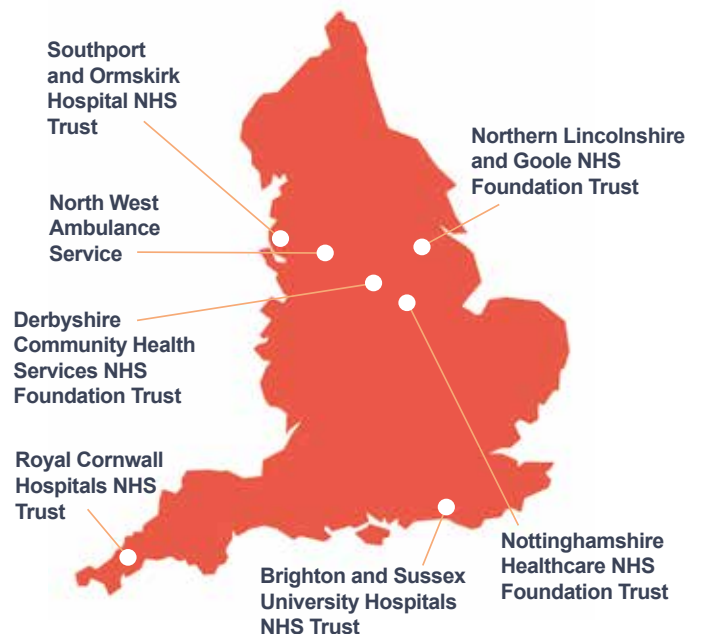 Southport
and Ormskirk
Hospital NHS
Trust
Northern Lincolnshire
and Goole NHS
Foundation Trust
North West
Ambulance
Service
Derbyshire
Community Health
Services NHS
Foundation Trust
Royal Cornwall
Hospitals NHS
Trust
Brighton and Sussex
University Hospitals
NHS Trust
Nottinghamshire
Healthcare NHS
Foundation Trust